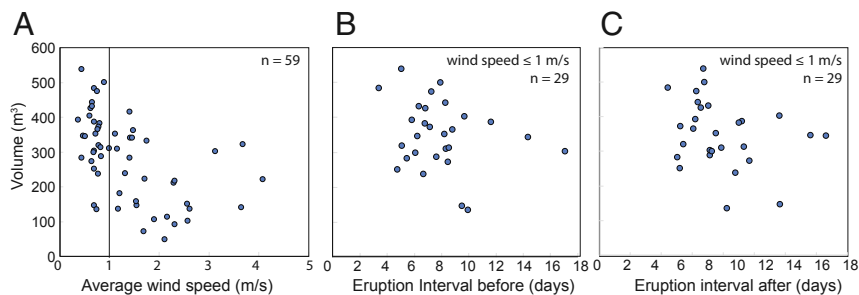 A
B
C
n = 59
wind speed ≤ 1 m/s
n = 29
wind speed ≤ 1 m/s
n = 29
Volume (m³)
600
500
400
300
200
100
0
0 1 2 3 4 5
Average wind speed (m/s)
0 2 4 6 8 10 12 14 17 18
Eruption Interval before (days)
0 2 4 6 8 10 12 15 16 18
Eruption interval after (days)